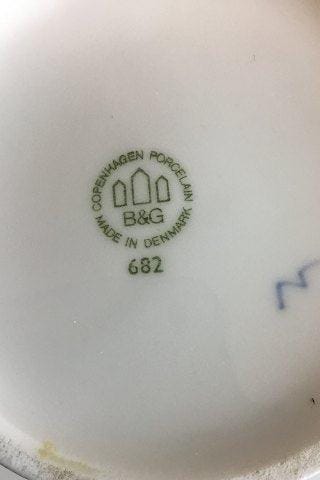 COPENHAGEN PORCELAIN
B&G
MADE IN DENMARK
682